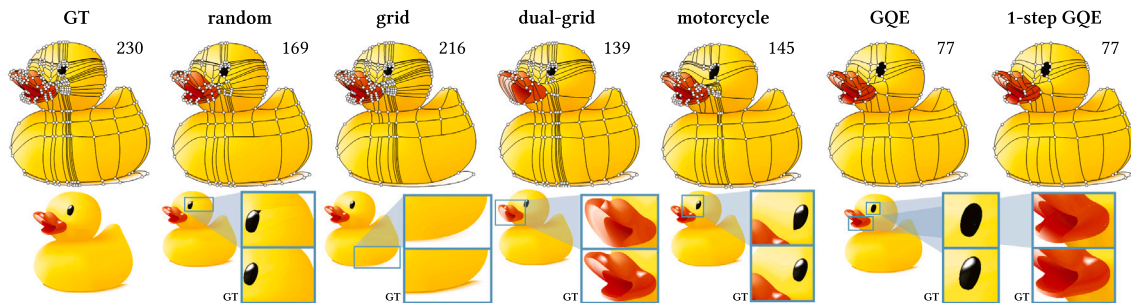 GT random grid dual-grid motorcycle GQE 1-step GQE
230 169 216 139 145 77 77
GT GT GT GT GT